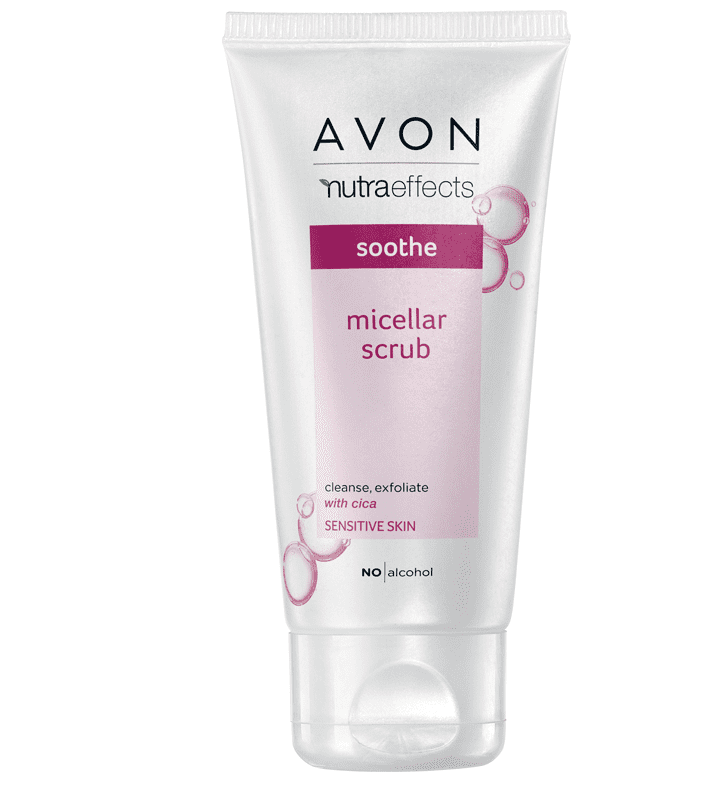 AVON
nutraeffects
soothe
micellar
scrub
cleanse, exfoliate
with cica
SENSITIVE SKIN
NO|alcohol